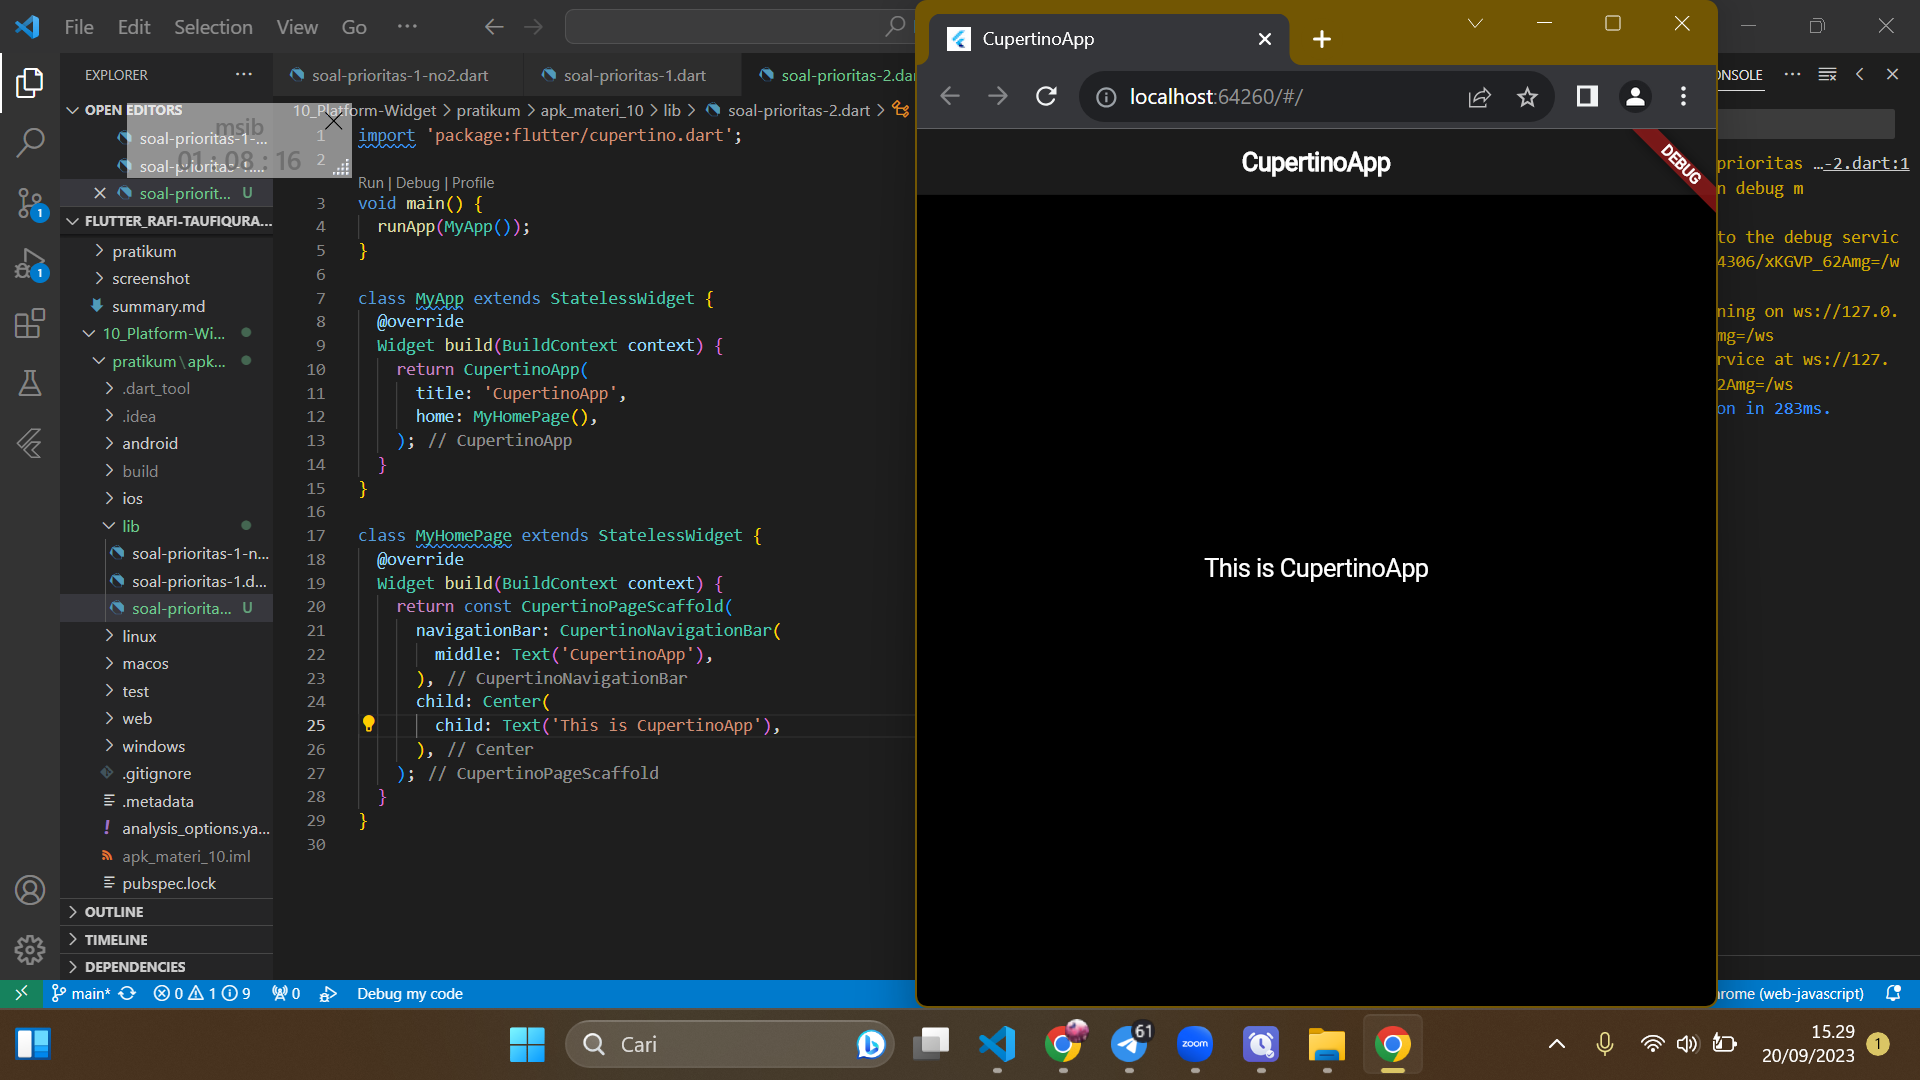 File Edit Selection View Go ...
EXPLORER
OPEN EDITORS
soal-prioritas-1-...
soal-prioritas-1....
soal-priorit... U
msib
01 : 08 : 16
FLUTTER_RAFI-TAUFIQURA...
pratikum
screenshot
summary.md
10_Platform-Wi...
pratikum\apk...
.dart_tool
.idea
android
build
ios
lib
soal-prioritas-1-n...
soal-prioritas-1.d...
soal-priorita... U
linux
macos
test
web
windows
.gitignore
.metadata
analysis_options.ya...
apk_materi_10.iml
pubspec.lock
OUTLINE
TIMELINE
DEPENDENCIES
soal-prioritas-1-no2.dart
soal-prioritas-1.dart
soal-prioritas-2.dar
10_Platform-Widget > pratikum > apk_materi_10 > lib > soal-prioritas-2.dart >
1 import 'package:flutter/cupertino.dart';
2
Run | Debug | Profile
3 void main() {
4 runApp(MyApp());
5 }
6
7 class MyApp extends StatelessWidget {
8 @override
9 Widget build(BuildContext context) {
10 return CupertinoApp(
11 title: 'CupertinoApp',
12 home: MyHomePage(),
13 ); // CupertinoApp
14 }
15 }
16
17 class MyHomePage extends StatelessWidget {
18 @override
19 Widget build(BuildContext context) {
20 return const CupertinoPageScaffold(
21 navigationBar: CupertinoNavigationBar(
22 middle: Text('CupertinoApp'),
23 ), // CupertinoNavigationBar
24 child: Center(
25 child: Text('This is CupertinoApp'),
26 ), // Center
27 ); // CupertinoPageScaffold
28 }
29 }
30
CupertinoApp
localhost:64260/#/
CupertinoApp
DEBUG
This is CupertinoApp
ONSOLE ...
prioritas …-2.dart:1
n debug m
to the debug servic
4306/xKGVP_62Amg=/w
ning on ws://127.0.
mg=/ws
rvice at ws://127.
2Amg=/ws
on in 283ms.
1
1
main* 0 1 9 0 Debug my code
hrome (web-javascript)
Cari
61
zoom
15.29
20/09/2023
1